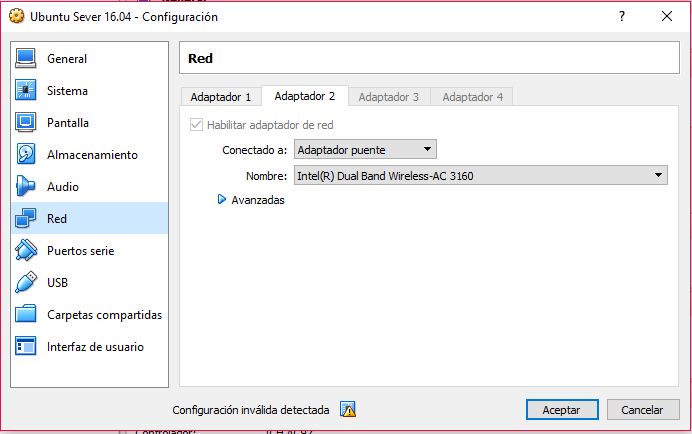 Ubuntu Sever 16.04 - Configuración
?
General
Sistema
Pantalla
Almacenamiento
Audio
Red
Puertos serie
USB
Carpetas compartidas
Interfaz de usuario
Red
Adaptador 1 Adaptador 2 Adaptador 3 Adaptador 4
Habilitar adaptador de red
Conectado a: Adaptador puente
Nombre: Intel(R) Dual Band Wireless-AC 3160
Avanzadas
Configuración inválida detectada
Aceptar Cancelar